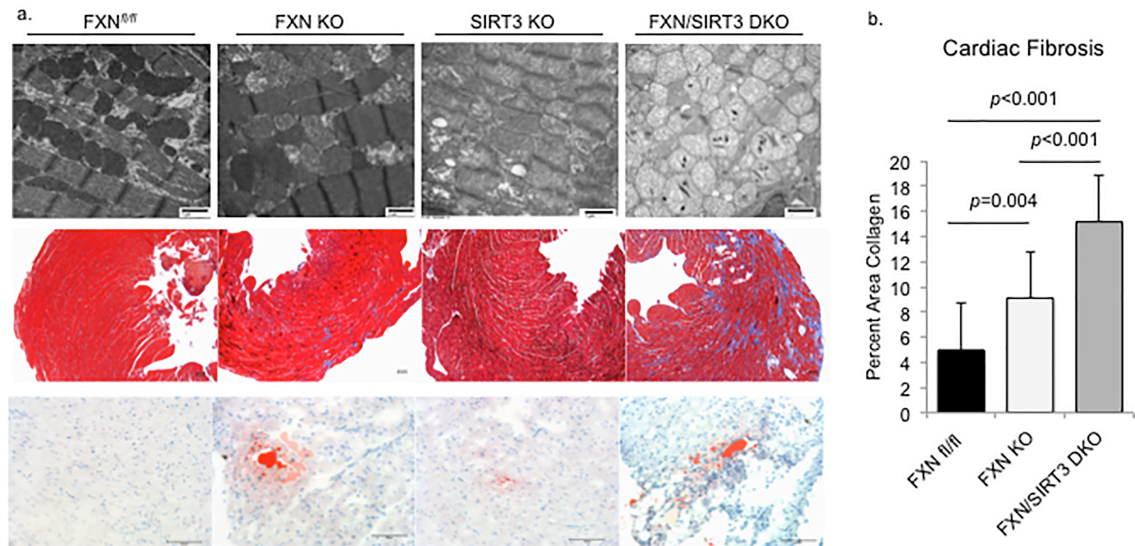 a.
FXNfl/fl
FXN KO
SIRT3 KO
FXN/SIRT3 DKO
b.
Cardiac Fibrosis
p<0.001
p<0.001
p=0.004
Percent Area Collagen
20
18
16
14
12
10
8
6
4
2
0
FXN fl/fl
FXN KO
FXN/SIRT3 DKO